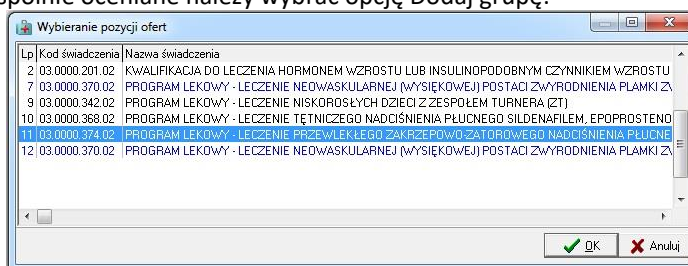 spólnie oceniane należy wybrać opcję Dodaj grupę.
Wybieranie pozycji ofert
Lp Kod świadczenia Nazwa świadczenia
2 03.0000.201.02 KWALIFIKACJA DO LECZENIA HORMONEM WZROSTU LUB INSULINOPODOBNYM CZYNNIKIEM WZROSTU
7 03.0000.370.02 PROGRAM LEKOWY - LECZENIE NEOWASKULARNEJ (WYSIĘKOWEJ) POSTACI ZWYRODNIENIA PLAMKI ZW
9 03.0000.342.02 PROGRAM LEKOWY - LECZENIE NISKOROSŁYCH DZIECI Z ZESPOŁEM TURNERA (ZT)
10 03.0000.368.02 PROGRAM LEKOWY - LECZENIE TĘTNICZEGO NADCIŚNIENIA PŁUCNEGO SILDENAFILEM, EPOPROSTENO
11 03.0000.374.02 PROGRAM LEKOWY - LECZENIE PRZEWLEKŁEGO ZAKRZEPOWO-ZATOROWEGO NADCIŚNIENIA PŁUCNE
12 03.0000.370.02 PROGRAM LEKOWY - LECZENIE NEOWASKULARNEJ (WYSIĘKOWEJ) POSTACI ZWYRODNIENIA PLAMKI ZW
OK Anuluj